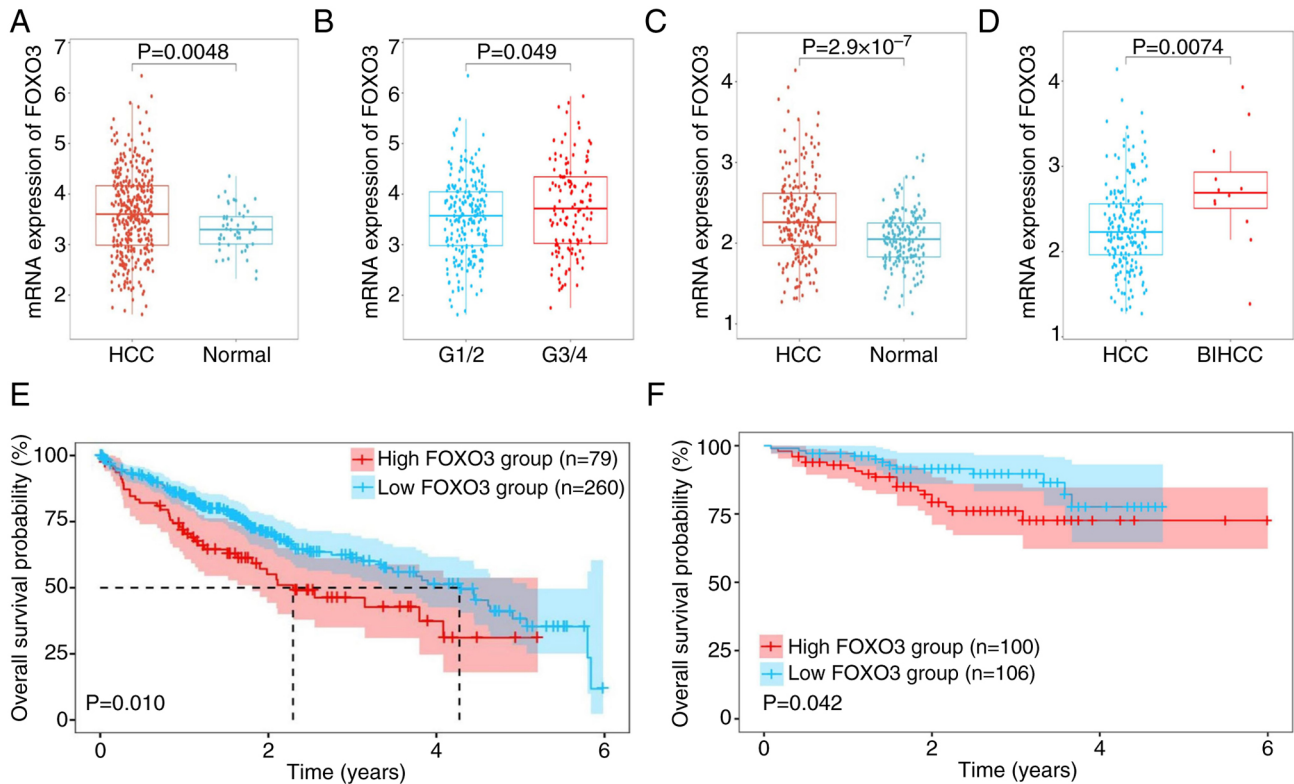 A
mRNA expression of FOXO3
7
6
5
4
3
2
P=0.0048
HCC
Normal
B
mRNA expression of FOXO3
7
6
5
4
3
2
P=0.049
G1/2
G3/4
C
mRNA expression of FOXO3
4
3
2
1
P=2.9×10⁻⁷
HCC
Normal
D
mRNA expression of FOXO3
4
3
2
1
P=0.0074
HCC
BIHCC
E
Overall survival probability (%)
100
75
50
25
0
High FOXO3 group (n=79)
Low FOXO3 group (n=260)
P=0.010
0
2
4
6
Time (years)
F
Overall survival probability (%)
100
75
50
25
0
High FOXO3 group (n=100)
Low FOXO3 group (n=106)
P=0.042
0
2
4
6
Time (years)